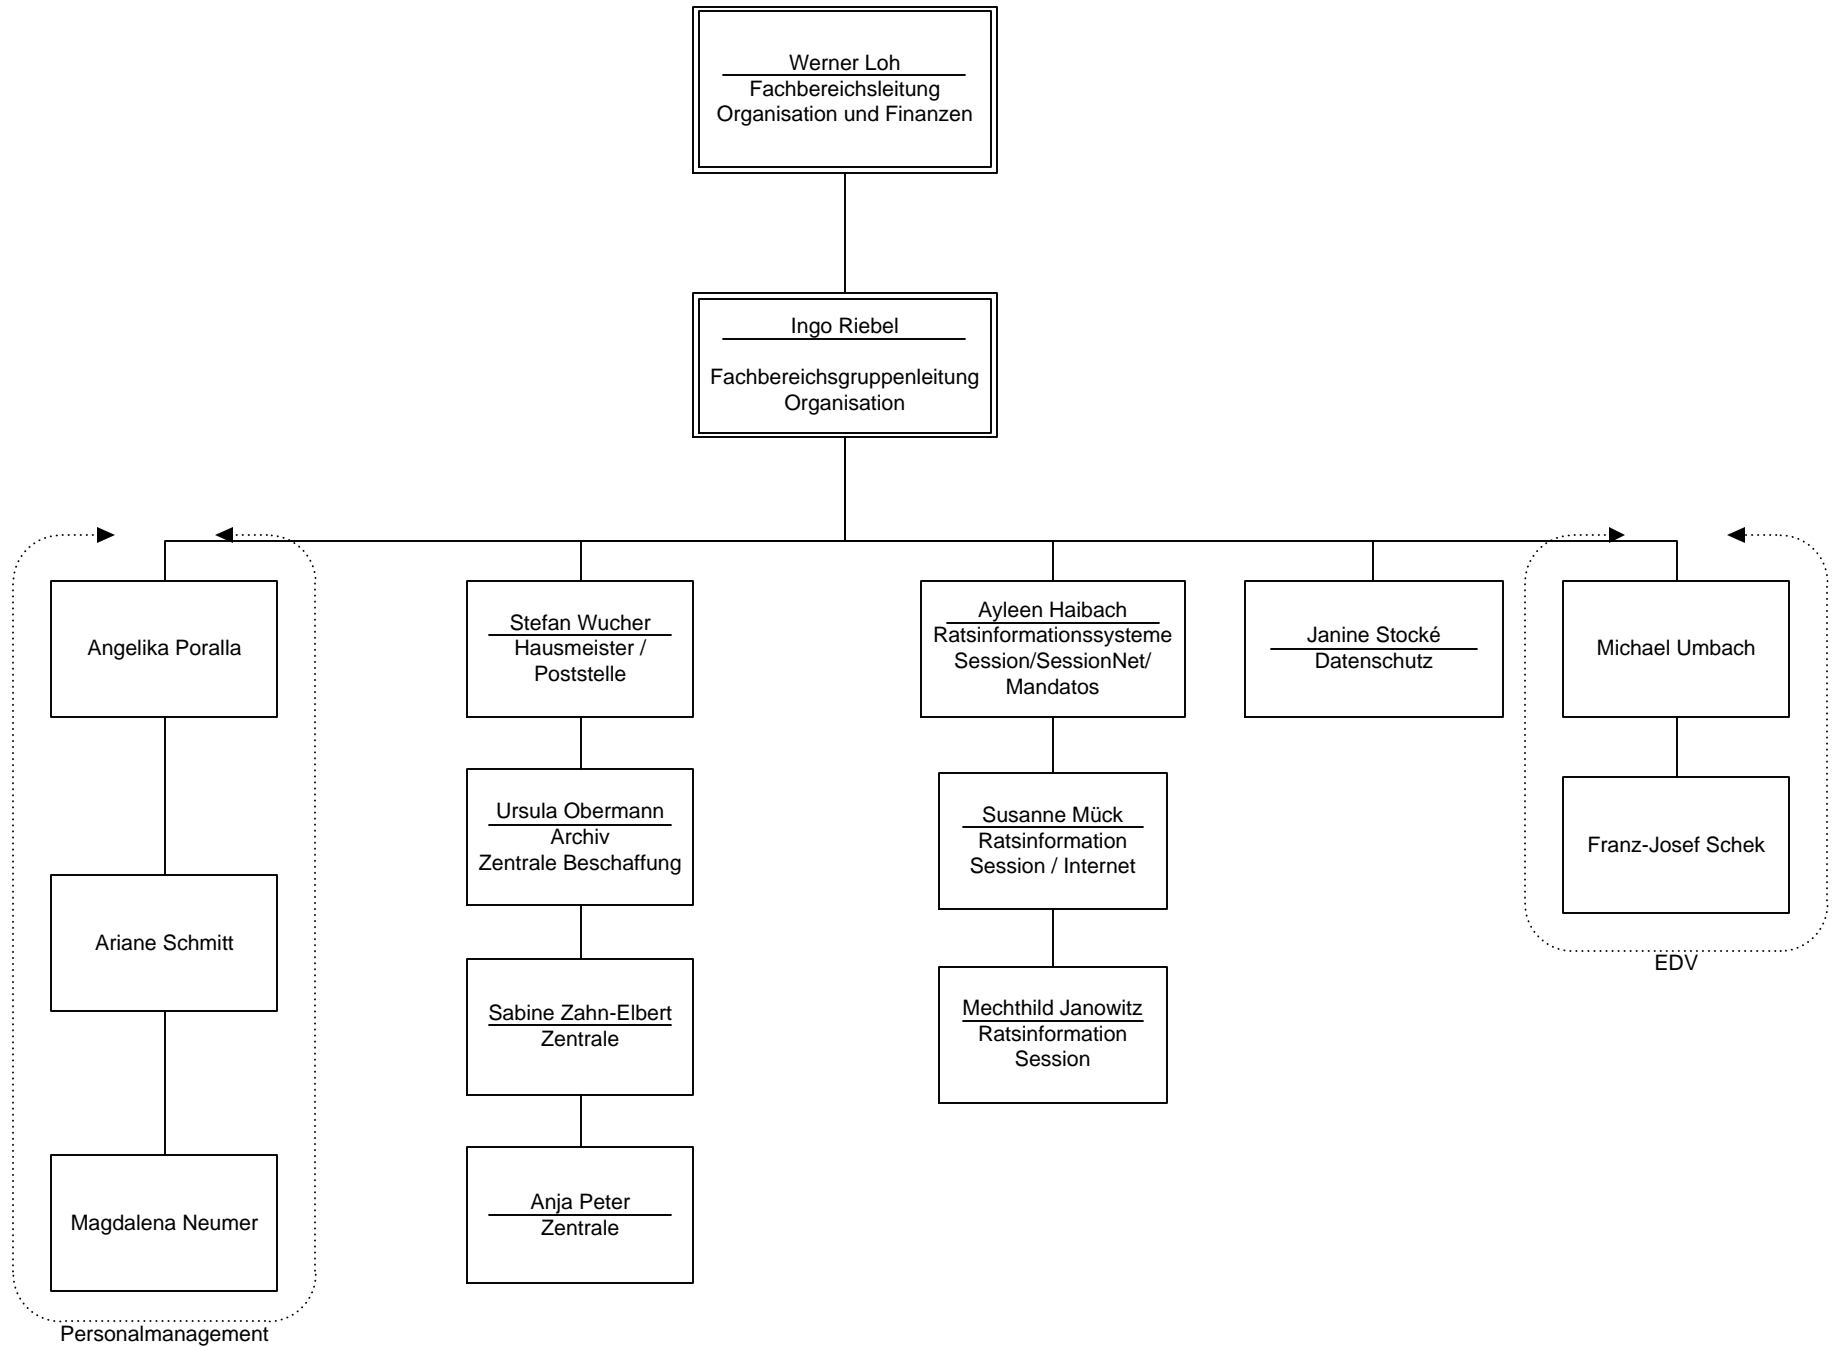 Werner Loh
Fachbereichsleitung
Organisation und Finanzen
Ingo Riebel
Fachbereichsgruppenleitung
Organisation
Angelika Poralla
Ariane Schmitt
Magdalena Neumer
Personalmanagement
Stefan Wucher
Hausmeister /
Poststelle
Ursula Obermann
Archiv
Zentrale Beschaffung
Sabine Zahn-Elbert
Zentrale
Anja Peter
Zentrale
Ayleen Haibach
Ratsinformationssysteme
Session/SessionNet/
Mandatos
Susanne Mück
Ratsinformation
Session / Internet
Mechthild Janowitz
Ratsinformation
Session
Janine Stocké
Datenschutz
Michael Umbach
Franz-Josef Schek
EDV